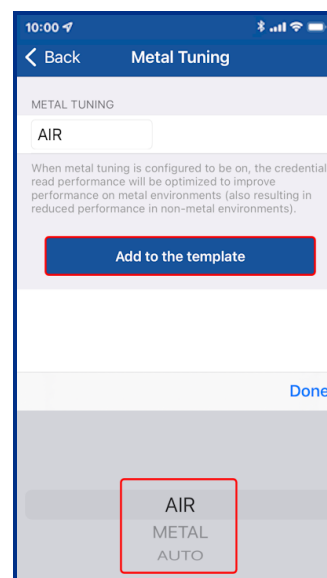 10:00
Back
Metal Tuning
METAL TUNING
AIR
When metal tuning is configured to be on, the credential
read performance will be optimized to improve
performance on metal environments (also resulting in
reduced performance in non-metal environments).
Add to the template
Done
AIR
METAL
AUTO